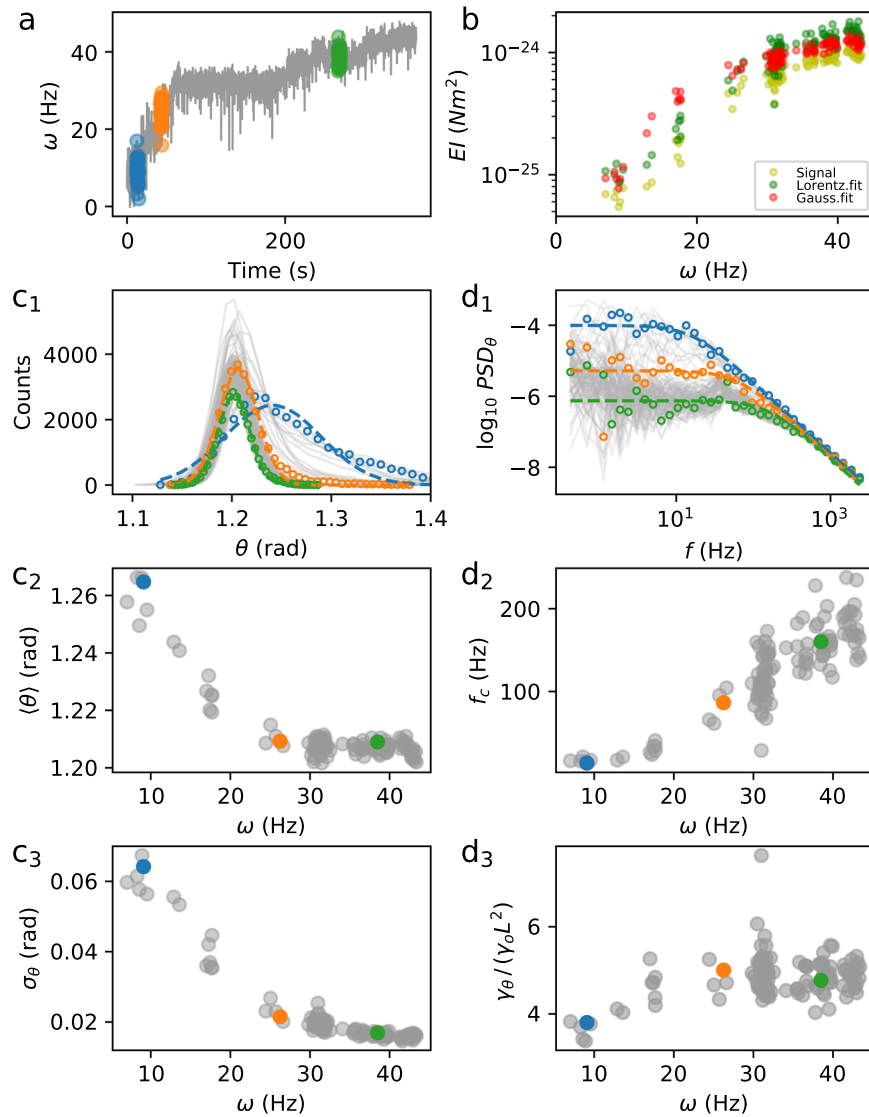 a
40
20
0
ω (Hz)
0
200
Time (s)
b
10⁻²⁴
10⁻²⁵
EI (Nm²)
Signal
Lorentz.fit
Gauss.fit
0
20
40
ω (Hz)
c₁
4000
2000
0
Counts
1.1
1.2
1.3
1.4
θ (rad)
d₁
−4
−6
−8
log₁₀ PSD_θ
10¹
10³
f (Hz)
c₂
1.26
1.24
1.22
1.20
⟨θ⟩ (rad)
10
20
30
40
ω (Hz)
d₂
200
100
f_c (Hz)
10
20
30
40
ω (Hz)
c₃
0.06
0.04
0.02
σ_θ (rad)
10
20
30
40
ω (Hz)
d₃
6
4
γ_θ/(γ₀L²)
10
20
30
40
ω (Hz)